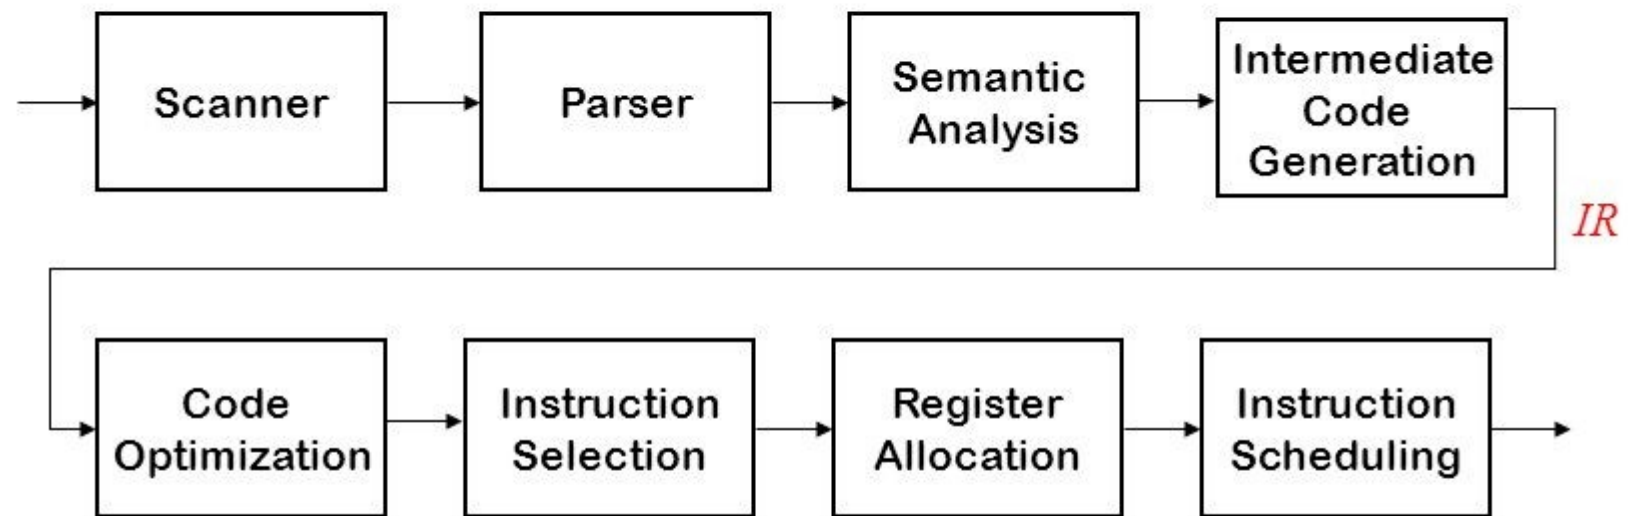 Scanner
Parser
Semantic
Analysis
Intermediate
Code
Generation
IR
Code
Optimization
Instruction
Selection
Register
Allocation
Instruction
Scheduling